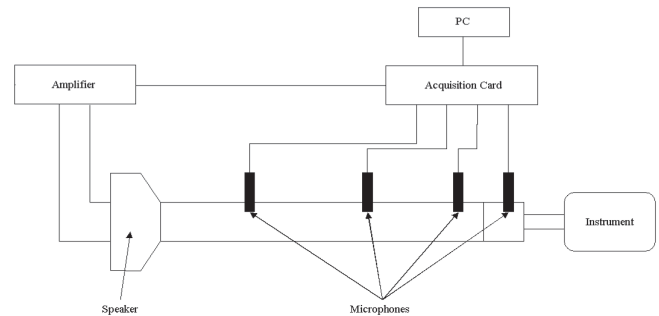 PC
Amplifier
Acquisition Card
Instrument
Speaker
Microphones